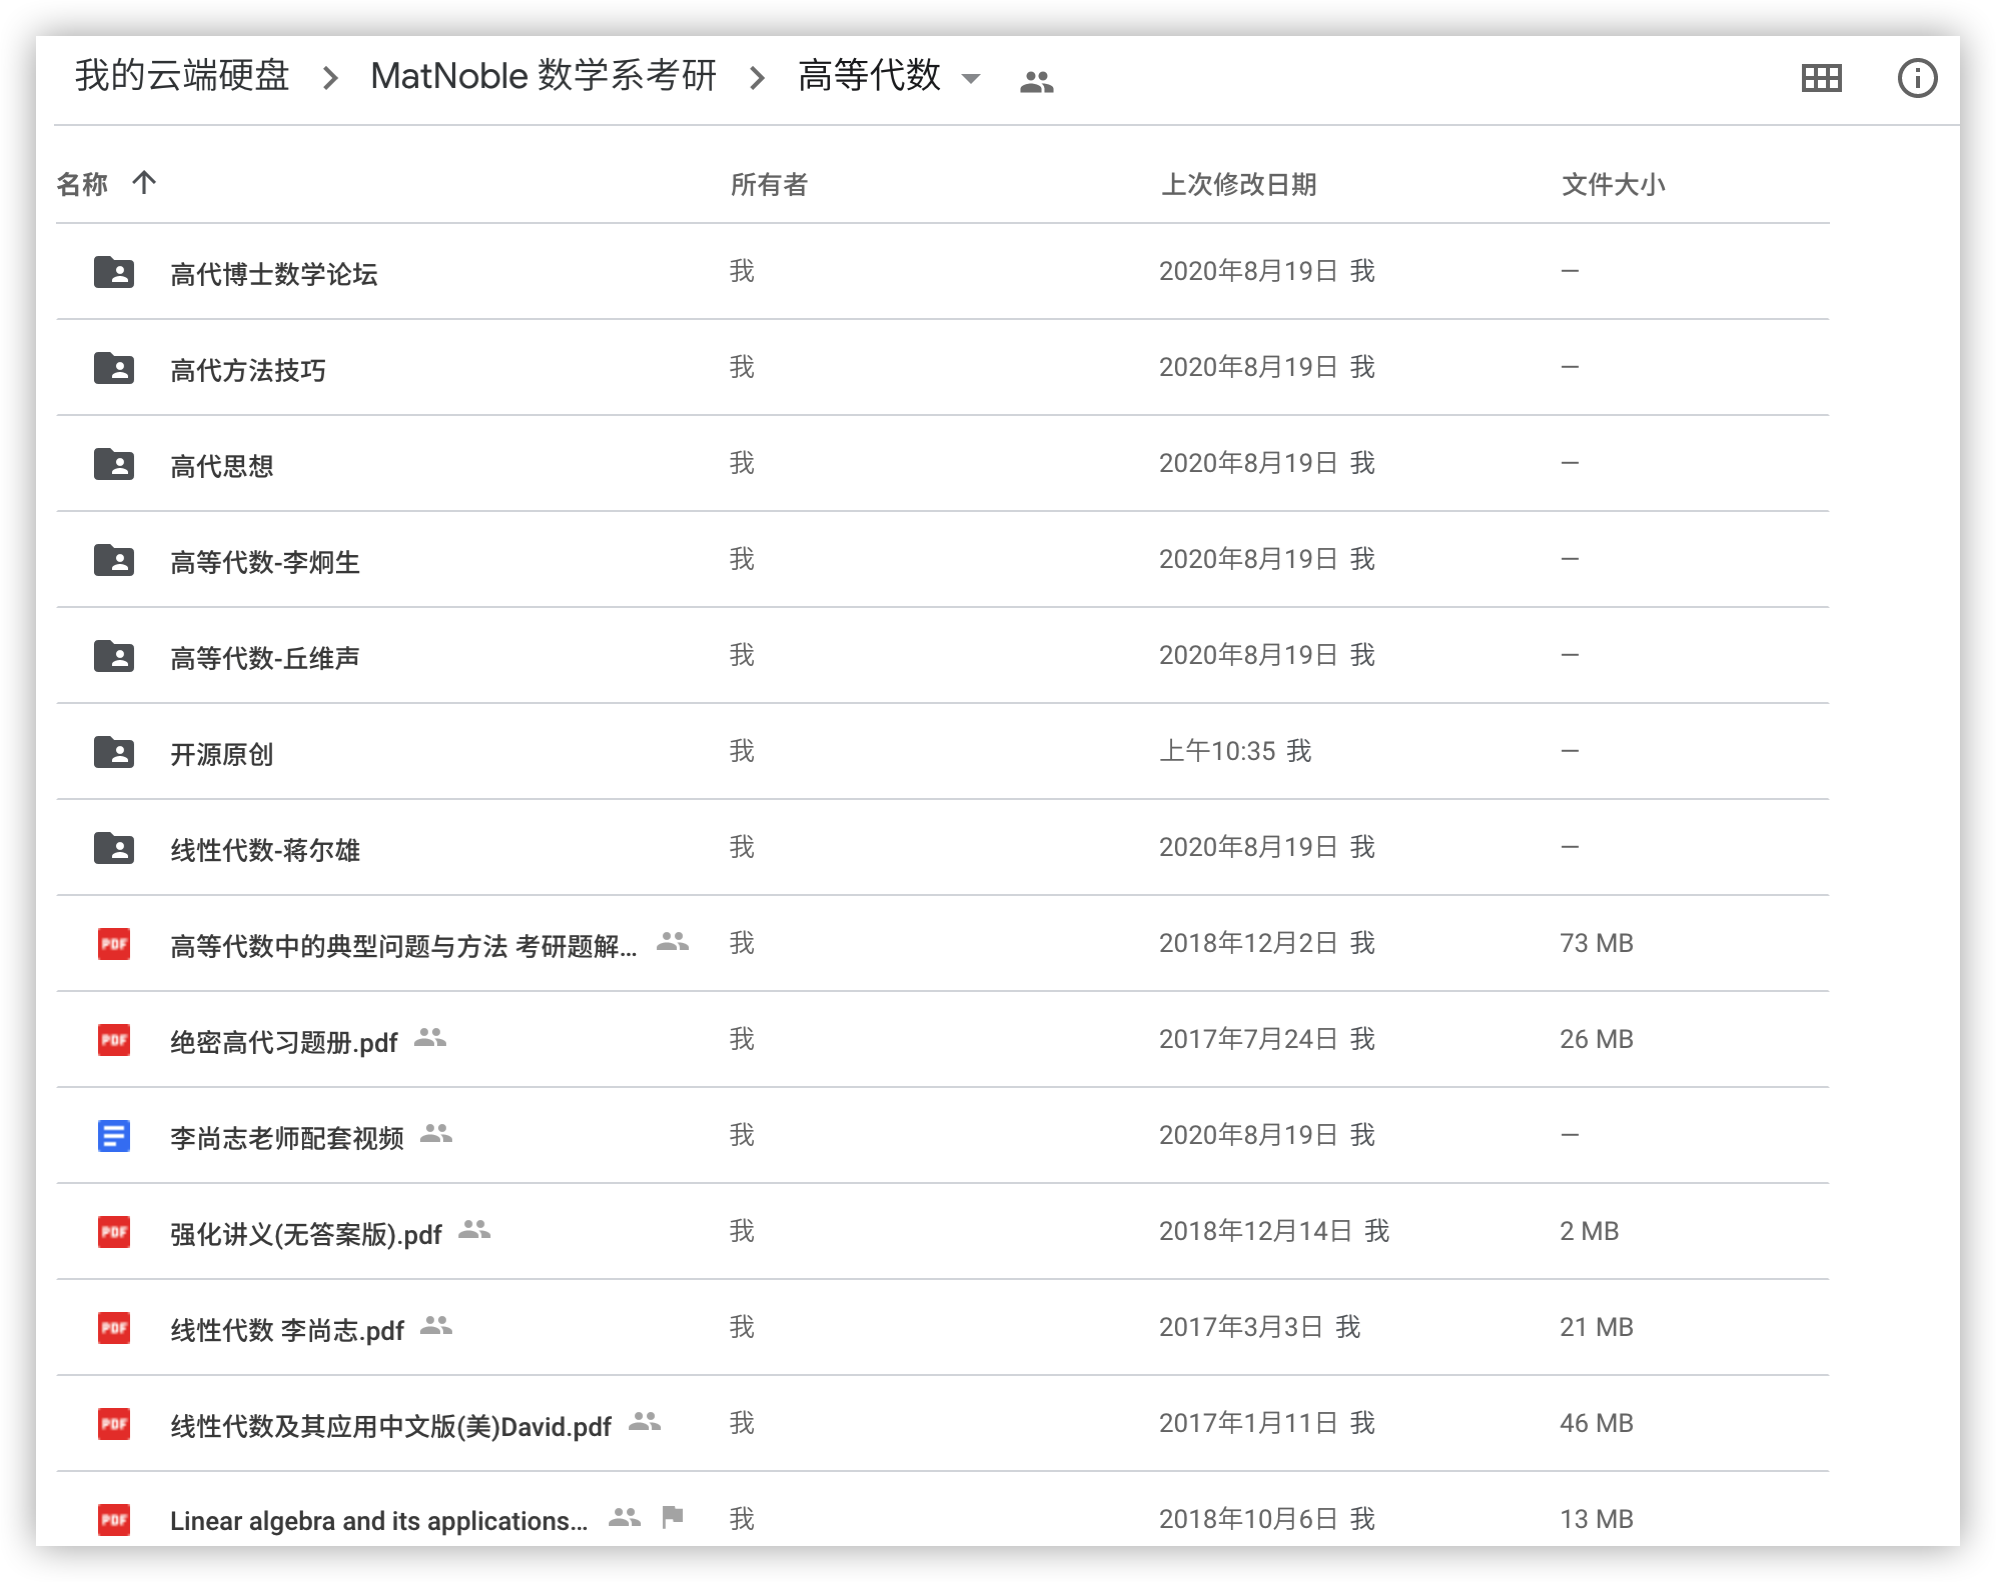 我的云端硬盘 > MatNoble 数学系考研 > 高等代数
名称 ↑ 所有者 上次修改日期 文件大小
高代博士数学论坛 我 2020年8月19日 我 —
高代方法技巧 我 2020年8月19日 我 —
高代思想 我 2020年8月19日 我 —
高等代数-李炯生 我 2020年8月19日 我 —
高等代数-丘维声 我 2020年8月19日 我 —
开源原创 我 上午10:35 我 —
线性代数-蒋尔雄 我 2020年8月19日 我 —
PDF 高等代数中的典型问题与方法 考研题解... 我 2018年12月2日 我 73 MB
PDF 绝密高代习题册.pdf 我 2017年7月24日 我 26 MB
李尚志老师配套视频 我 2020年8月19日 我 —
PDF 强化讲义(无答案版).pdf 我 2018年12月14日 我 2 MB
PDF 线性代数 李尚志.pdf 我 2017年3月3日 我 21 MB
PDF 线性代数及其应用中文版(美)David.pdf 我 2017年1月11日 我 46 MB
PDF Linear algebra and its applications... 我 2018年10月6日 我 13 MB